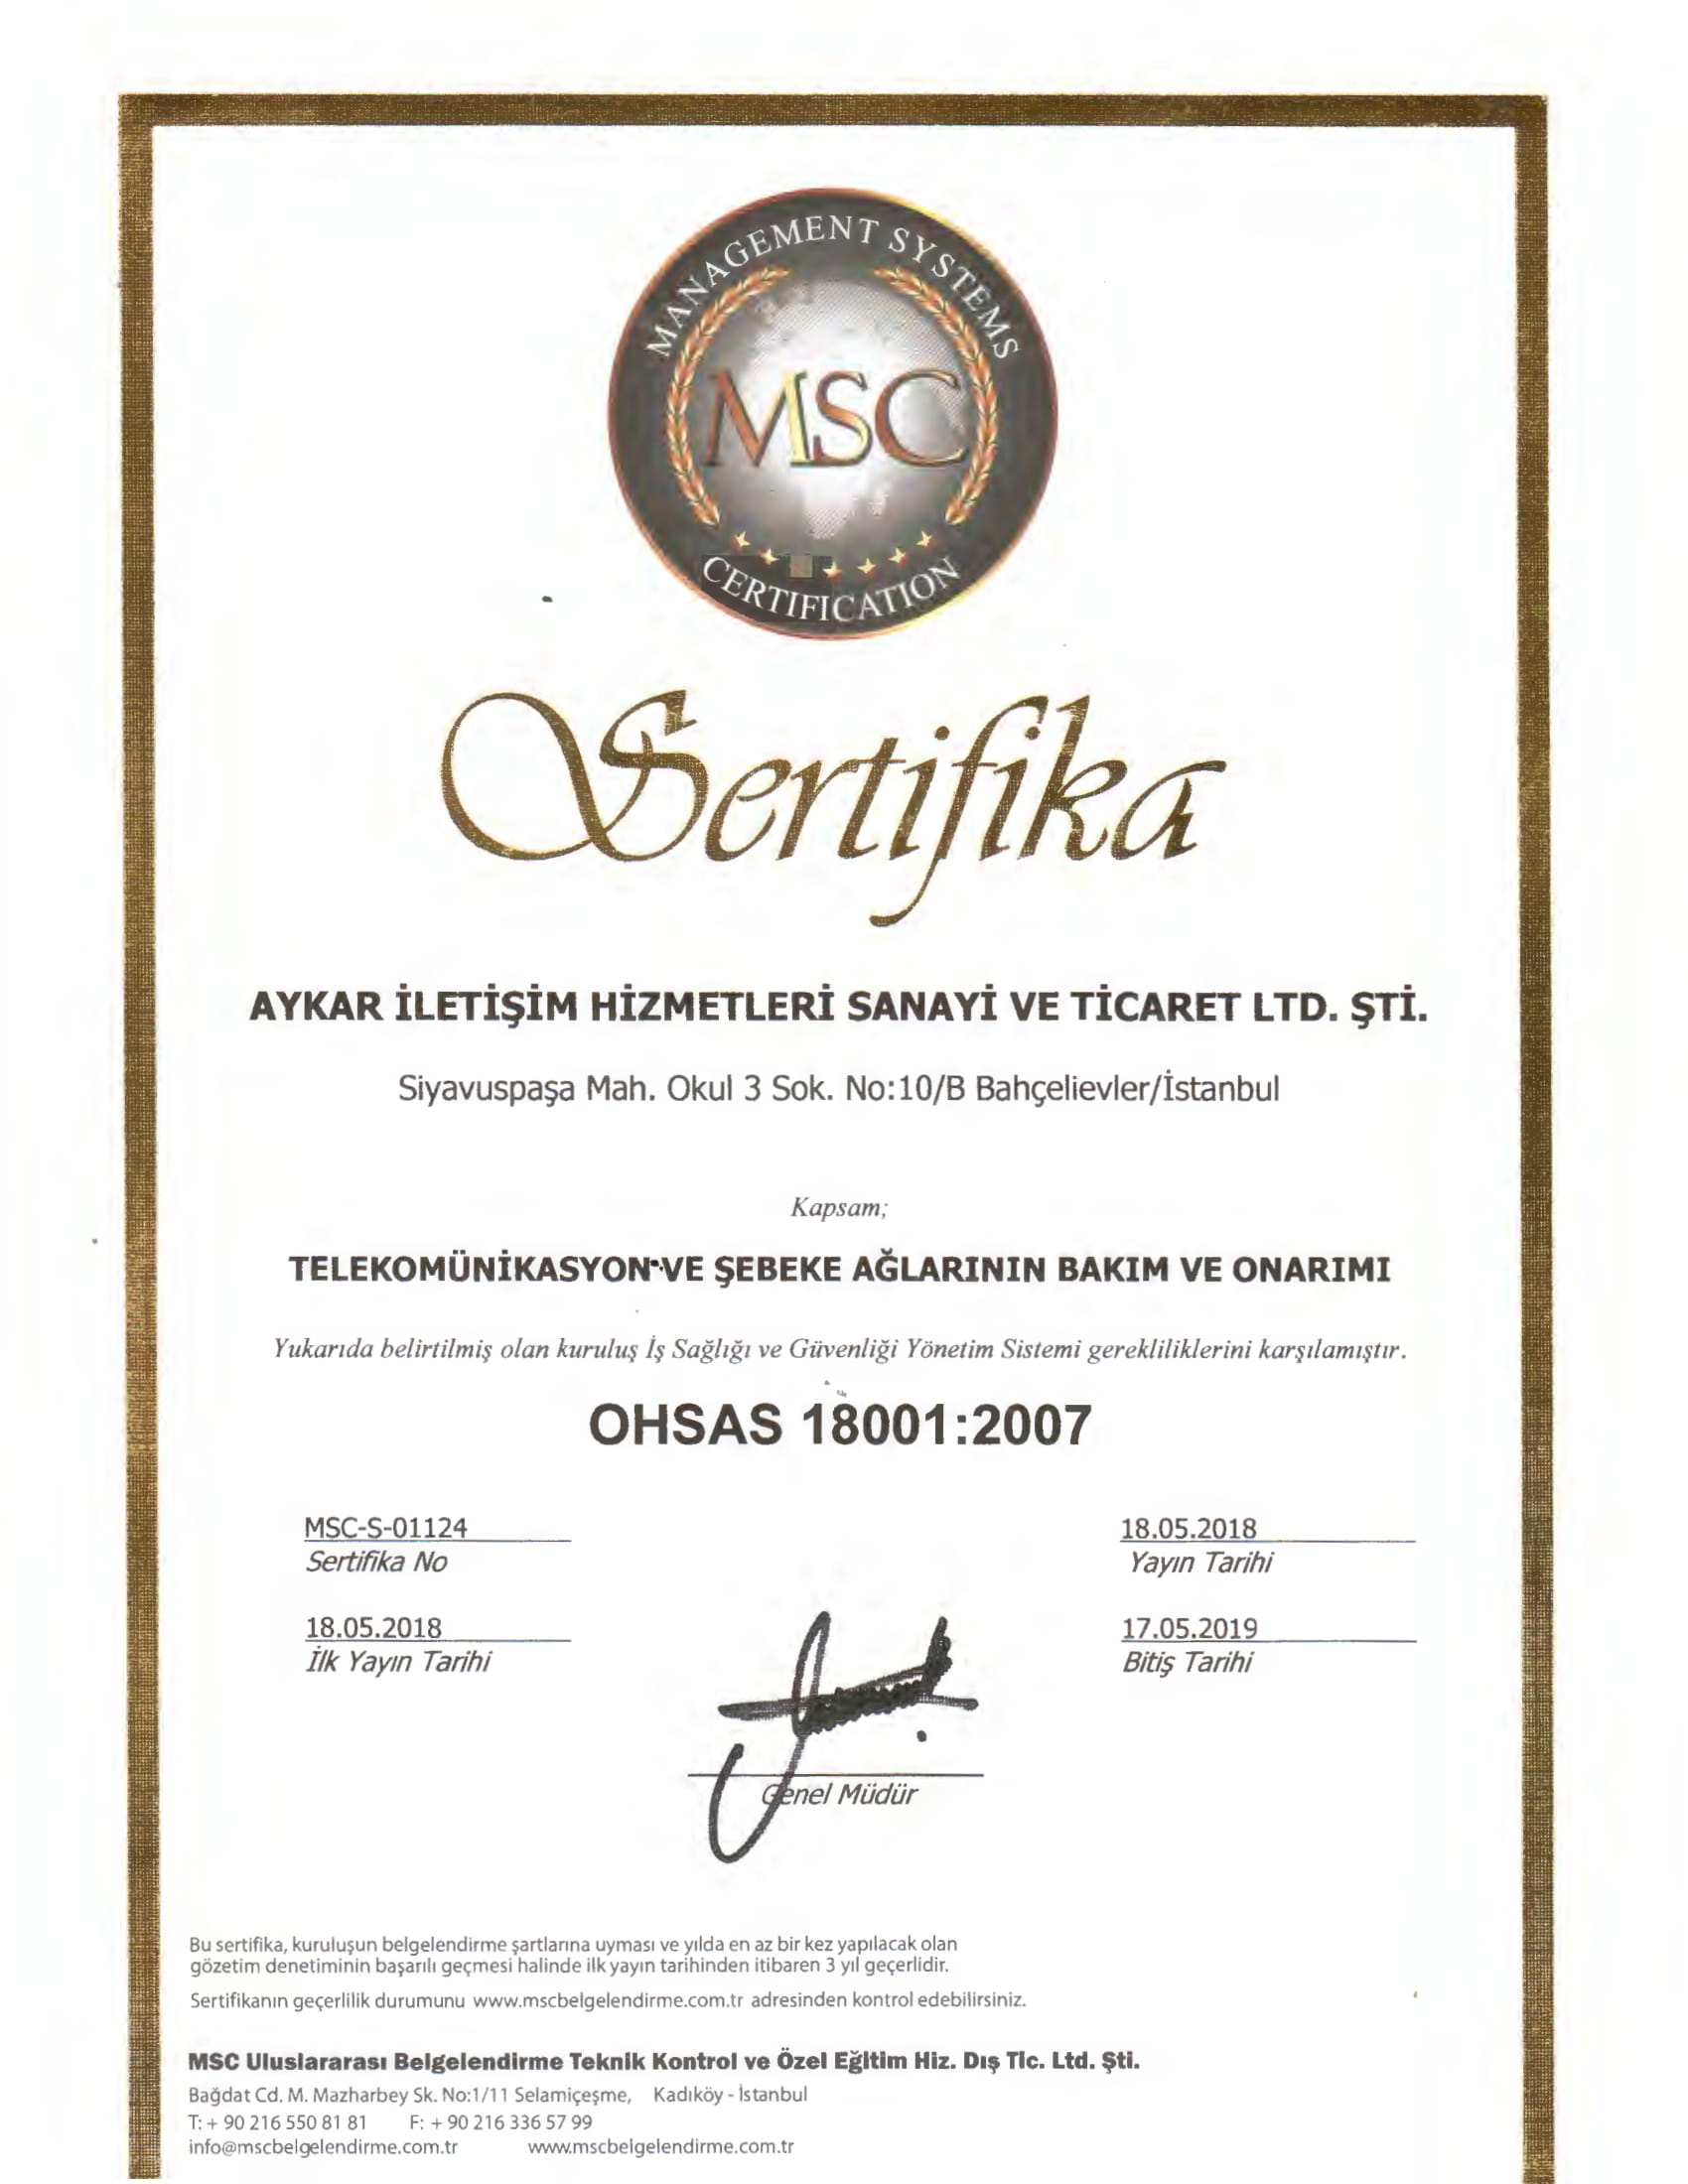 MANAGEMENT SYSTEMS
MSC
CERTIFICATION
Sertifika
AYKAR İLETİŞİM HİZMETLERİ SANAYİ VE TİCARET LTD. ŞTİ.
Siyavuspaşa Mah. Okul 3 Sok. No:10/B Bahçelievler/İstanbul
Kapsam;
TELEKOMÜNİKASYON VE ŞEBEKE AĞLARININ BAKIM VE ONARIMI
Yukarıda belirtilmiş olan kuruluş İş Sağlığı ve Güvenliği Yönetim Sistemi gerekliliklerini karşılamıştır.
OHSAS 18001:2007
MSC-S-01124
Sertifika No
18.05.2018
Yayın Tarihi
18.05.2018
İlk Yayın Tarihi
17.05.2019
Bitiş Tarihi
Genel Müdür
Bu sertifika, kuruluşun belgelendirme şartlarına uyması ve yılda en az bir kez yapılacak olan
gözetim denetiminin başarılı geçmesi halinde ilk yayın tarihinden itibaren 3 yıl geçerlidir.
Sertifikanın geçerlilik durumunu www.mscbelgelendirme.com.tr adresinden kontrol edebilirsiniz.
MSC Uluslararası Belgelendirme Teknik Kontrol ve Özel Eğitim Hiz. Dış Tic. Ltd. Şti.
Bağdat Cd. M. Mazharbey Sk. No:1/11 Selamiçeşme, Kadıköy - İstanbul
T: + 90 216 550 81 81 F: + 90 216 336 57 99
info@mscbelgelendirme.com.tr www.mscbelgelendirme.com.tr